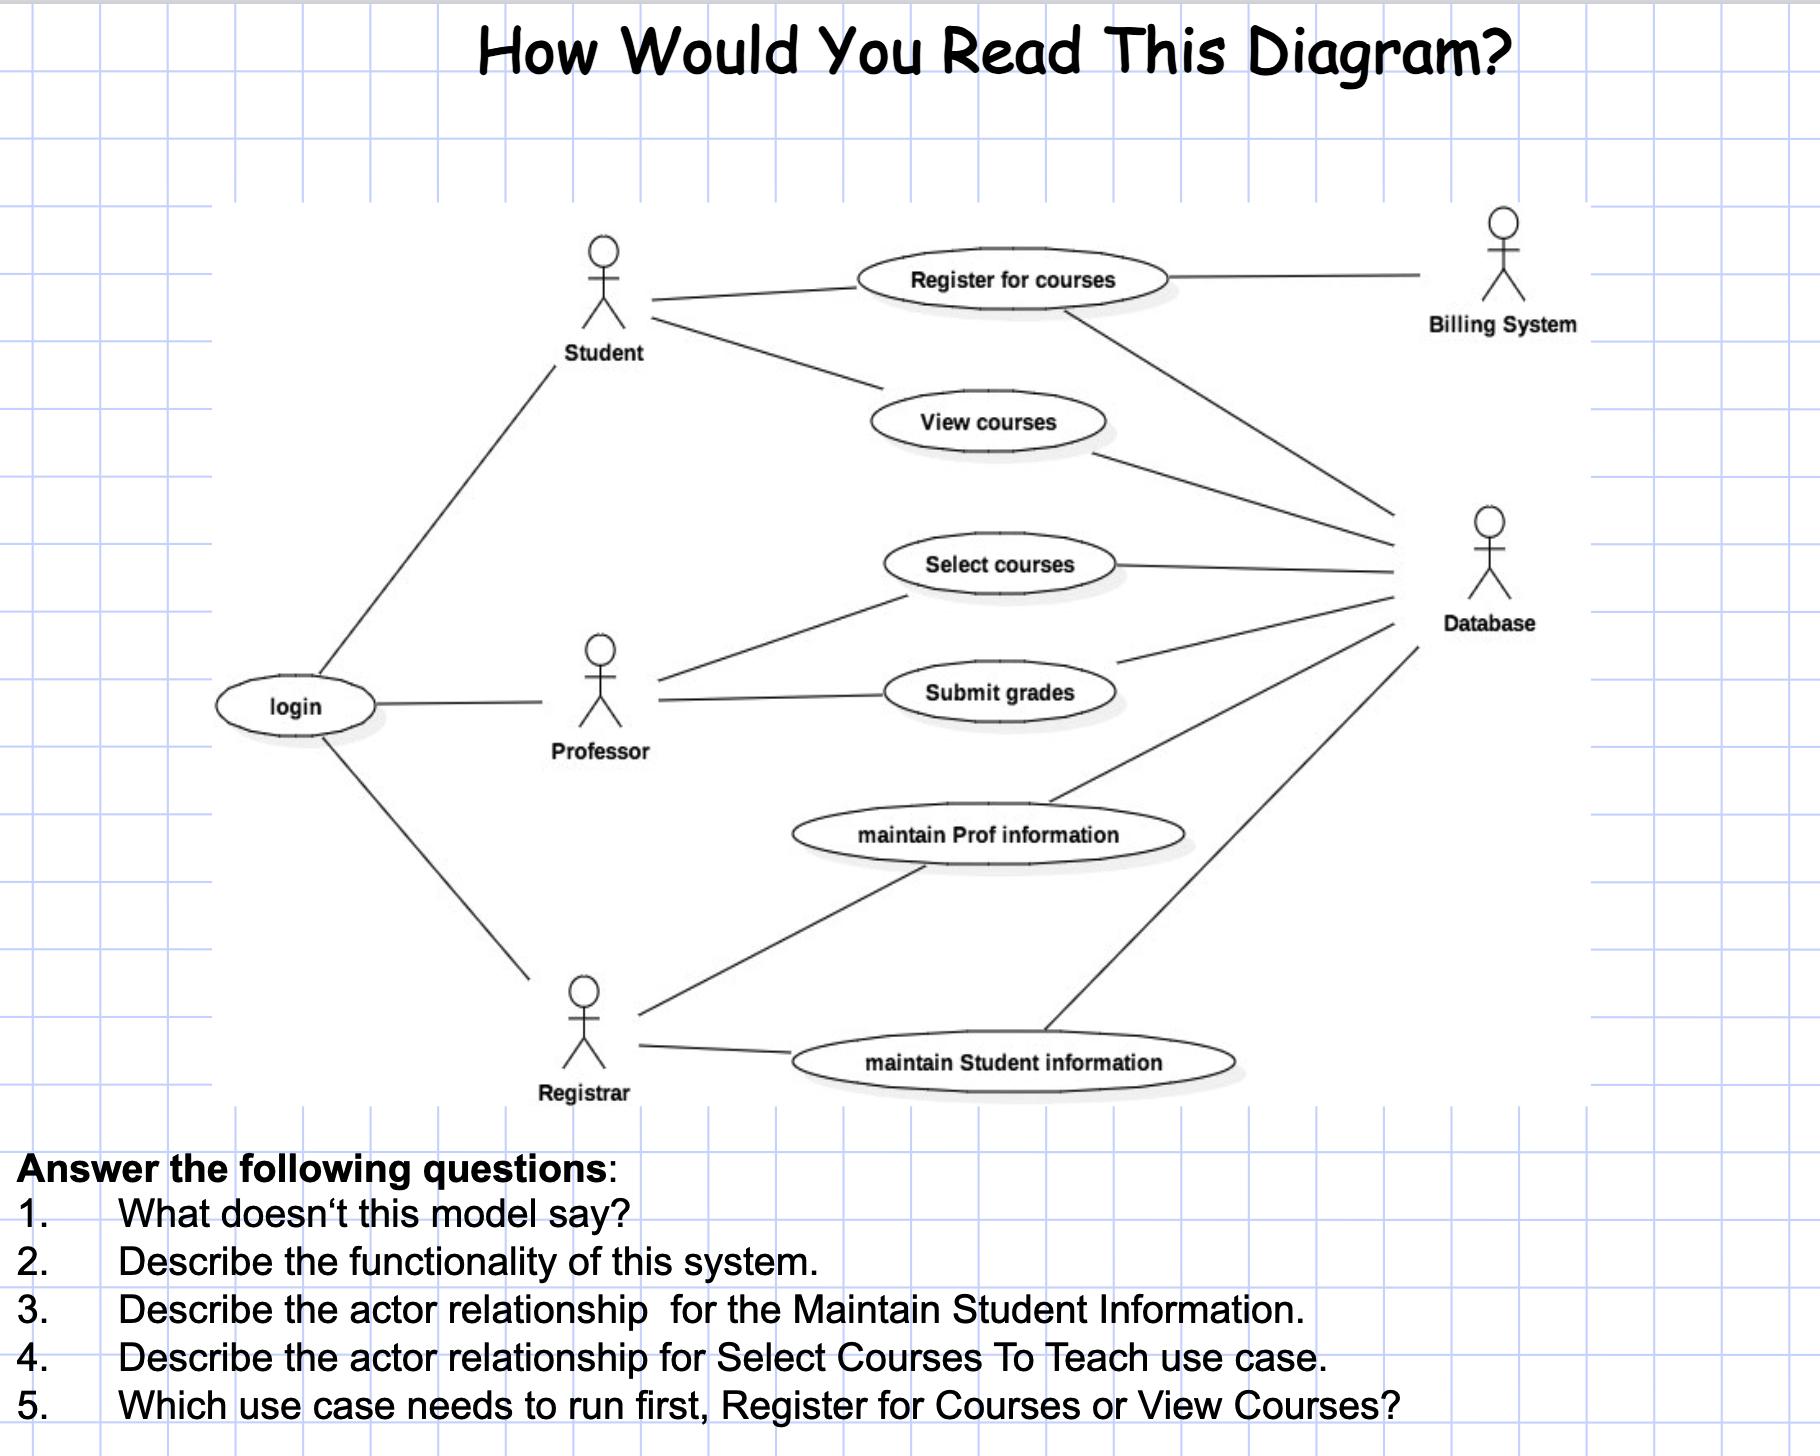 How Would You Read This Diagram?
Register for courses
Billing System
Student
View courses
Select courses
Database
login
Submit grades
Professor
maintain Prof information
maintain Student information
Registrar
Answer the following questions:
1. What doesn‘t this model say?
2. Describe the functionality of this system.
3. Describe the actor relationship  for the Maintain Student Information.
4. Describe the actor relationship for Select Courses To Teach use case.
5. Which use case needs to run first, Register for Courses or View Courses?